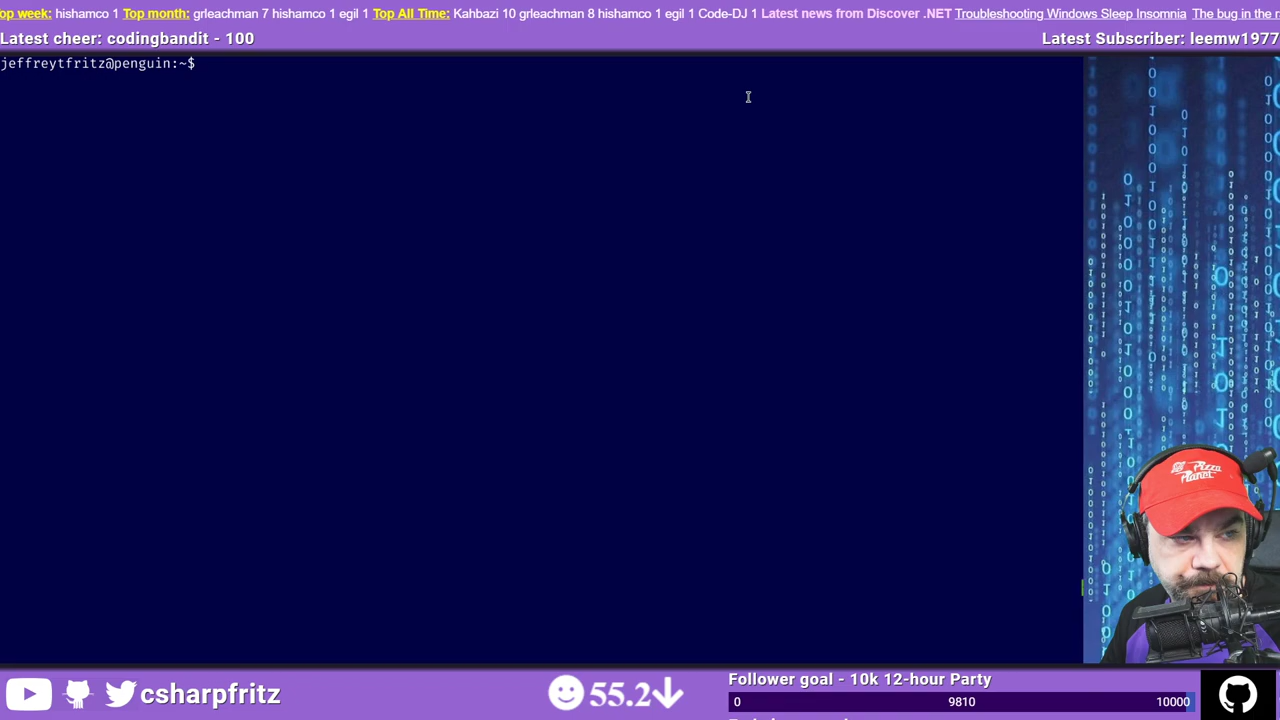 op week: hishamco 1 Top month: grleachman 7 hishamco 1 egil 1 Top All Time: Kahbazi 10 grleachman 8 hishamco 1 egil 1 Code-DJ 1 Latest news from Discover .NET Troubleshooting Windows Sleep Insomnia The bug in the r
Latest cheer: codingbandit - 100
Latest Subscriber: leemw1977
jeffreytfritz@penguin:~$
Pizza
Planet
csharpfritz
55.2
Follower goal - 10k 12-hour Party
0 9810 10000